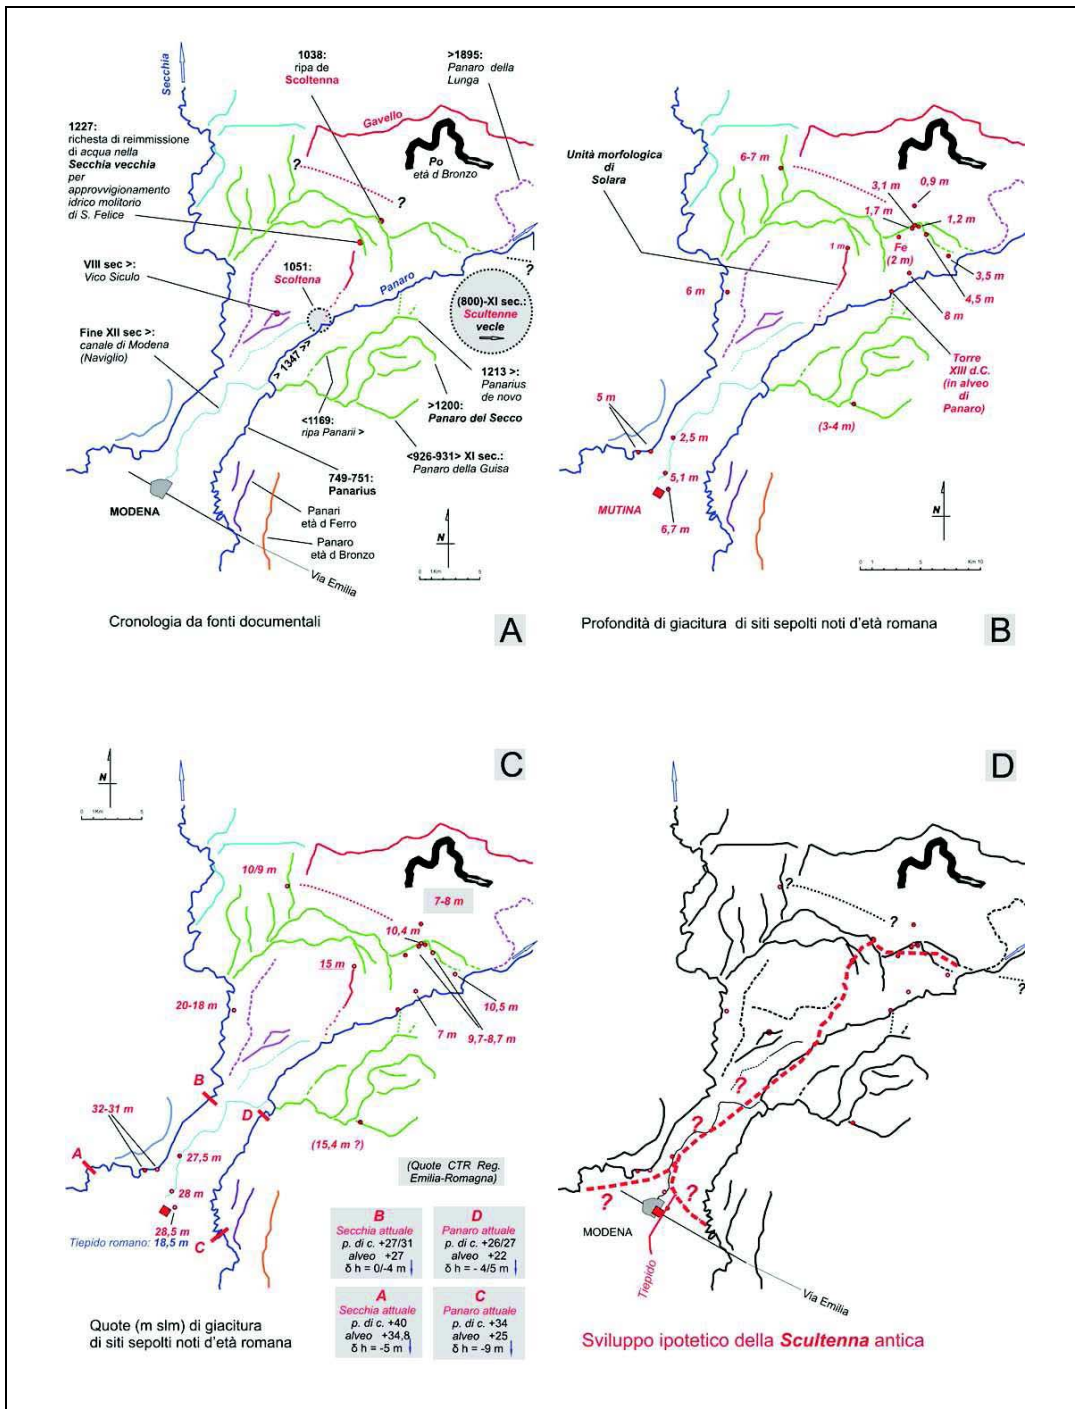 Secchia
1038:
ripa de
Scoltenna
>1895:
Panaro della
Lunga
Gavello
1227:
richesta di reimmissione
di acqua nella
Secchia vecchia
per
approvvigionamento
idrico molitorio
di S. Felice
?
?
Po
età d Bronzo
VIII sec >:
Vico Siculo
1051:
Scoltena
Panaro
?
(800)-XI sec.:
Scultenne
vecle
Fine XII sec >:
canale di Modena
(Naviglio)
> 1347 >>
1213 >:
Panarius
de novo
>1200:
Panaro del Secco
<1169:
ripa Panarii >
<926-931> XI sec.:
Panaro della Guisa
749-751:
Panarius
MODENA
Panari
età d Ferro
Panaro
età d Bronzo
Via Emilia
N
0 1Km 5
Cronologia da fonti documentali
A
Unità morfologica
di
Solara
6-7 m
3,1 m
0,9 m
1,7 m
1,2 m
1 m
Fe
(2 m)
3,5 m
4,5 m
8 m
6 m
Torre
XIII d.C.
(in alveo
di
Panaro)
5 m
2,5 m
(3-4 m)
5,1 m
MUTINA
6,7 m
N
0 1 5 Km 10
Profondità di giacitura di siti sepolti noti d'età romana
B
C
N
0 1Km 5
10/9 m
7-8 m
10,4 m
15 m
10,5 m
20-18 m
7 m
9,7-8,7 m
B
D
32-31 m
A
(15,4 m ?)
27,5 m
(Quote CTR Reg.
Emilia-Romagna)
28 m
28,5 m
Tiepido romano: 18,5 m
C
B
Secchia attuale
p. di c. +27/31
alveo +27
δ h = 0/-4 m
D
Panaro attuale
p. di c. +26/27
alveo +22
δ h = - 4/5 m
A
Secchia attuale
p. di c. +40
alveo +34,8
δ h = -5 m
C
Panaro attuale
p. di c. +34
alveo +25
δ h = -9 m
Quote (m slm) di giacitura
di siti sepolti noti d'età romana
D
N
?
?
?
?
?
?
?
MODENA
Tiepido
Via Emilia
Sviluppo ipotetico della Scultenna antica